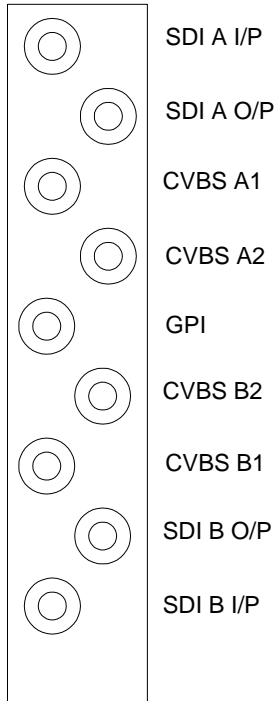 SDI A I/P
SDI A O/P
CVBS A1
CVBS A2
GPI
CVBS B2
CVBS B1
SDI B O/P
SDI B I/P